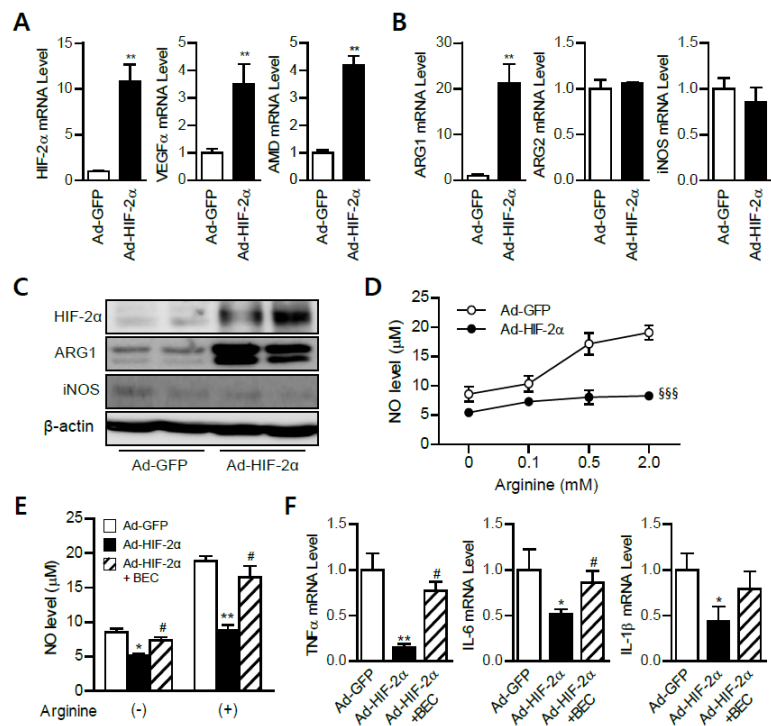 A
HIF-2α mRNA Level
15
10
5
0
**
Ad-GFP
Ad-HIF-2α
VEGFα mRNA Level
5
4
3
2
1
0
**
Ad-GFP
Ad-HIF-2α
AMD mRNA Level
5
4
3
2
1
0
**
Ad-GFP
Ad-HIF-2α
B
ARG1 mRNA Level
30
20
10
0
**
Ad-GFP
Ad-HIF-2α
ARG2 mRNA Level
1.5
1.0
0.5
0
Ad-GFP
Ad-HIF-2α
iNOS mRNA Level
1.5
1.0
0.5
0
Ad-GFP
Ad-HIF-2α
C
HIF-2α
ARG1
iNOS
β-actin
Ad-GFP
Ad-HIF-2α
D
NO level (μM)
25
20
15
10
5
0
Ad-GFP
Ad-HIF-2α
§§§
0
0.1
0.5
2.0
Arginine (mM)
E
NO level (μM)
25
20
15
10
5
0
Ad-GFP
Ad-HIF-2α
Ad-HIF-2α
+ BEC
*
#
**
#
Arginine
(-)
(+)
F
TNFα mRNA Level
1.5
1.0
0.5
0
**
#
Ad-GFP
Ad-HIF-2α
Ad-HIF-2α
+BEC
IL-6 mRNA Level
1.5
1.0
0.5
0
*
#
Ad-GFP
Ad-HIF-2α
Ad-HIF-2α
+BEC
IL-1β mRNA Level
1.5
1.0
0.5
0
*
Ad-GFP
Ad-HIF-2α
Ad-HIF-2α
+BEC